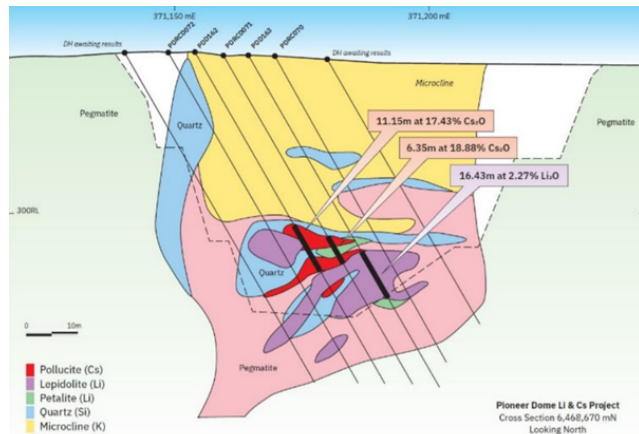 371,150 mE
371,200 mE
DH awaiting results
PDRC0072
PDD162
PDRC0071
PDD163
PDRC070
DH awaiting results
Pegmatite
Quartz
Microcline
Pegmatite
11.15m at 17.43% Cs₂O
6.35m at 18.88% Cs₂O
16.43m at 2.27% Li₂O
300RL
Quartz
0 10m
Pegmatite
Pollucite (Cs)
Lepidolite (Li)
Petalite (Li)
Quartz (Si)
Microcline (K)
Pioneer Dome Li & Cs Project
Cross Section 6,468,670 mN
Looking North